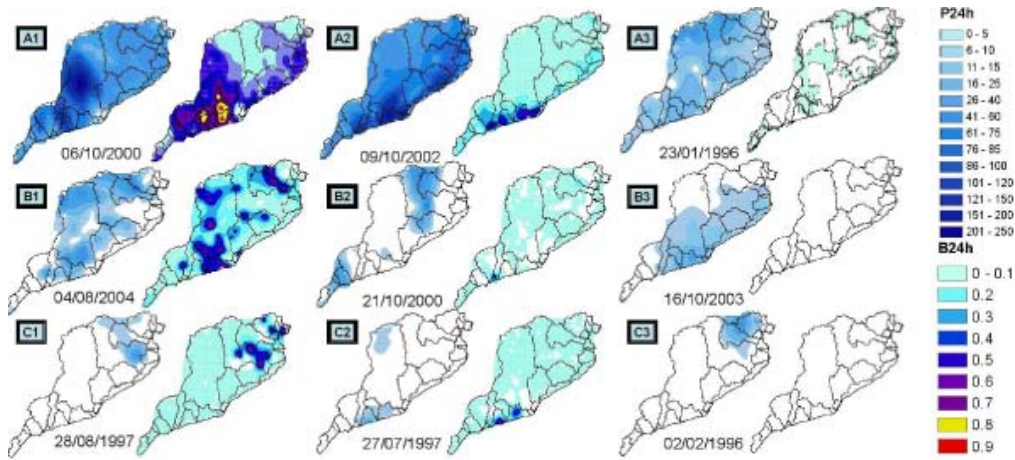 A1
06/10/2000
A2
09/10/2002
A3
23/01/1996
B1
04/08/2004
B2
21/10/2000
B3
16/10/2003
C1
28/08/1997
C2
27/07/1997
C3
02/02/1996
P24h
0 - 5
6 - 10
11 - 15
16 - 25
26 - 40
41 - 60
61 - 75
76 - 85
86 - 100
101 - 120
121 - 150
151 - 200
201 - 250
B24h
0 - 0.1
0.2
0.3
0.4
0.5
0.6
0.7
0.8
0.9